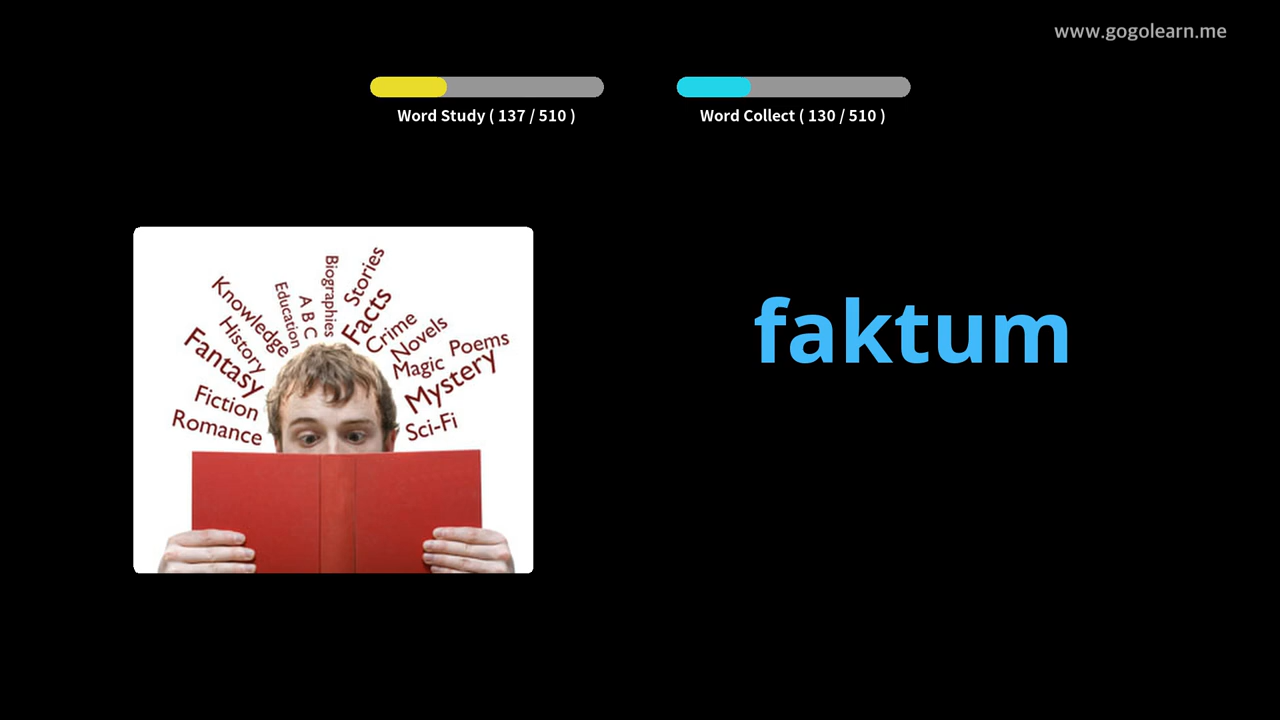 www.gogolearn.me
Word Study ( 137 / 510 )
Word Collect ( 130 / 510 )
faktum
Romance
Fiction
Fantasy
History
Knowledge
Education
A B C
Biographies
Stories
Facts
Crime
Novels
Magic
Poems
Mystery
Sci-Fi